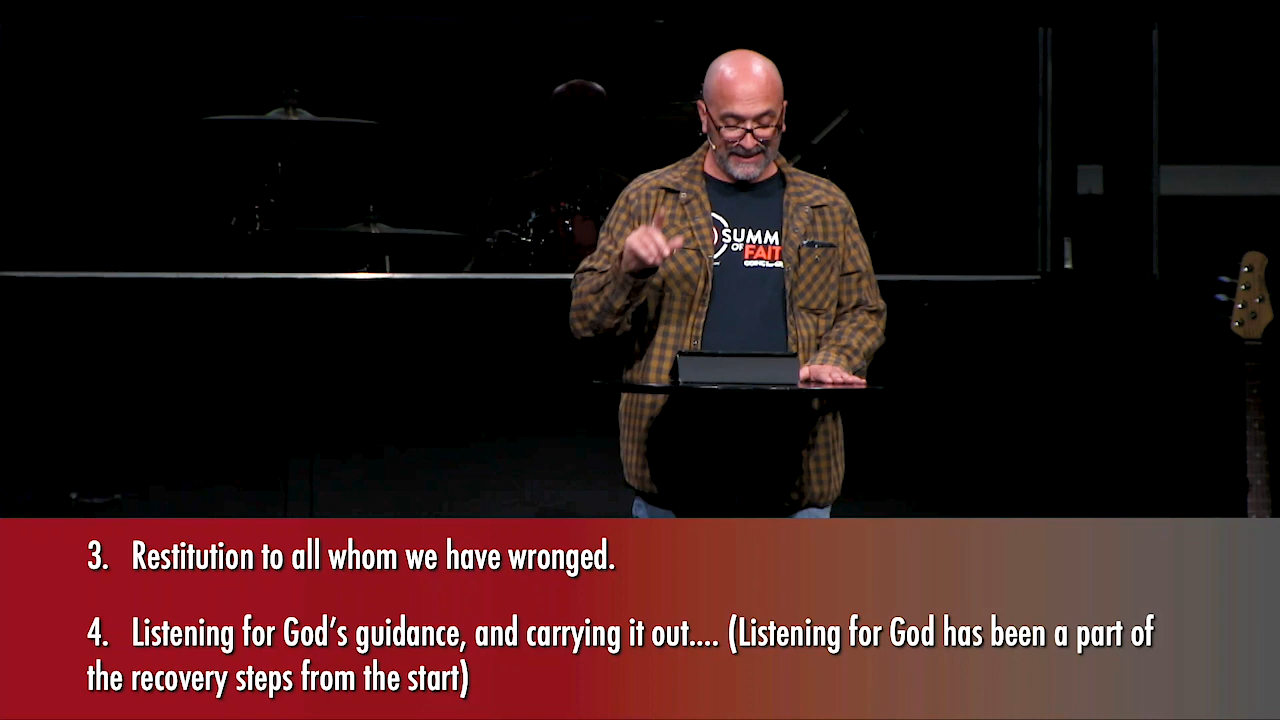 SUMM
OF FAIT
3. Restitution to all whom we have wronged.
4. Listening for God's guidance, and carrying it out.... (Listening for God has been a part of
the recovery steps from the start)